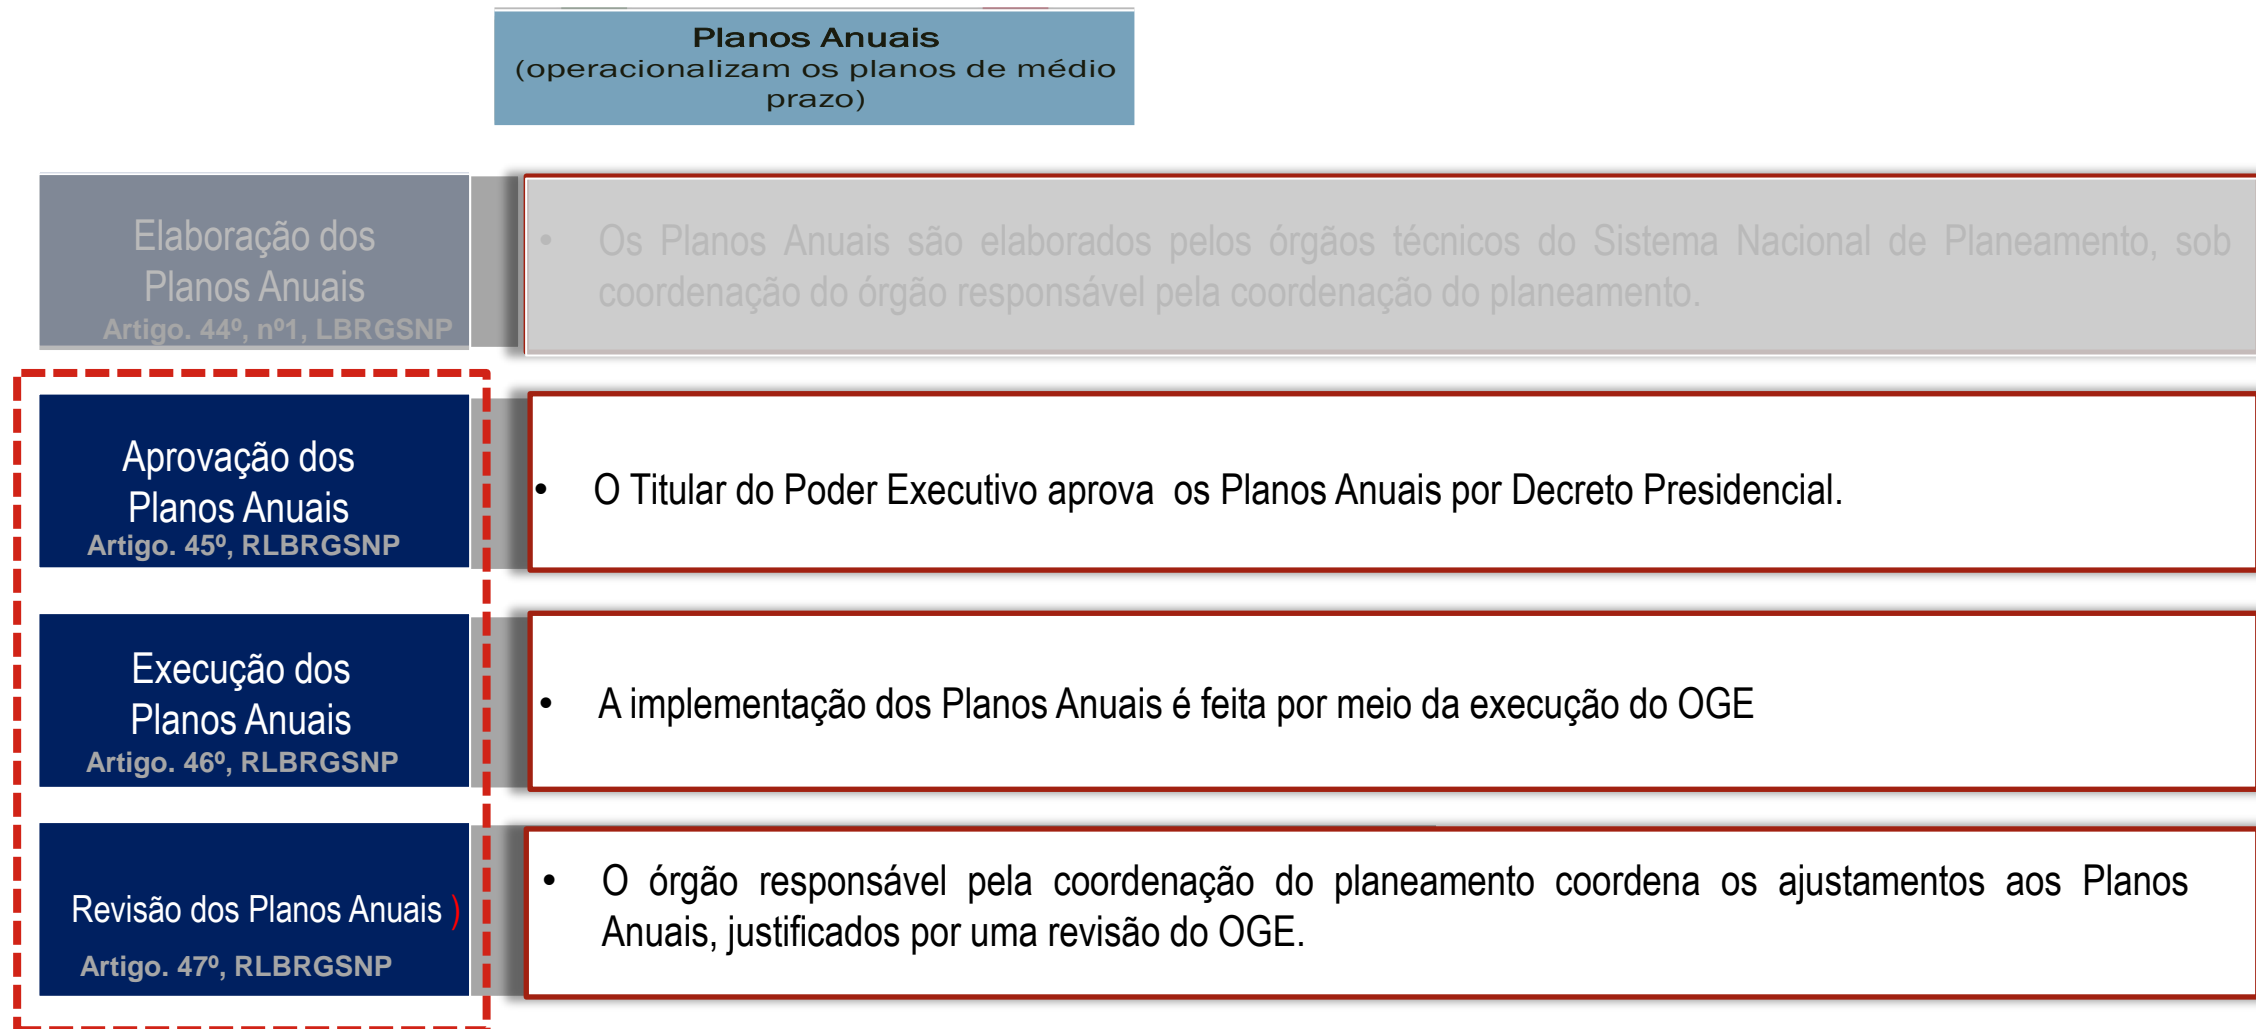 Planos Anuais
(operacionalizam os planos de médio
prazo)
Elaboração dos
Planos Anuais
Artigo. 44º, nº1, LBRGSNP
• Os Planos Anuais são elaborados pelos órgãos técnicos do Sistema Nacional de Planeamento, sob
coordenação do órgão responsável pela coordenação do planeamento.
Aprovação dos
Planos Anuais
Artigo. 45º, RLBRGSNP
• O Titular do Poder Executivo aprova os Planos Anuais por Decreto Presidencial.
Execução dos
Planos Anuais
Artigo. 46º, RLBRGSNP
• A implementação dos Planos Anuais é feita por meio da execução do OGE
Revisão dos Planos Anuais )
Artigo. 47º, RLBRGSNP
• O órgão responsável pela coordenação do planeamento coordena os ajustamentos aos Planos
Anuais, justificados por uma revisão do OGE.